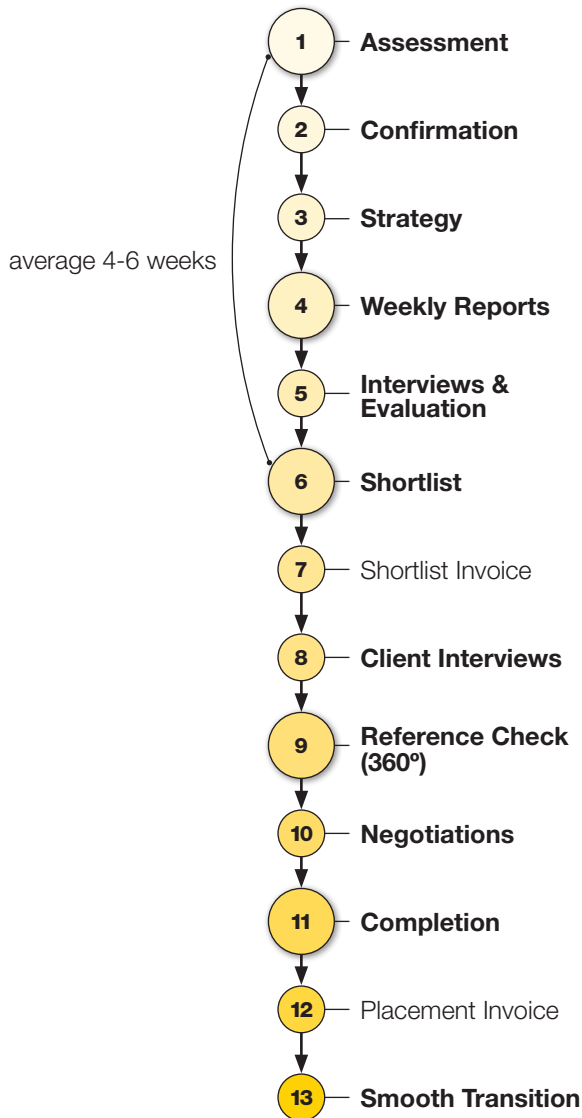 1 Assessment
2 Confirmation
3 Strategy
average 4-6 weeks
4 Weekly Reports
5 Interviews &
Evaluation
6 Shortlist
7 Shortlist Invoice
8 Client Interviews
9 Reference Check
(360º)
10 Negotiations
11 Completion
12 Placement Invoice
13 Smooth Transition